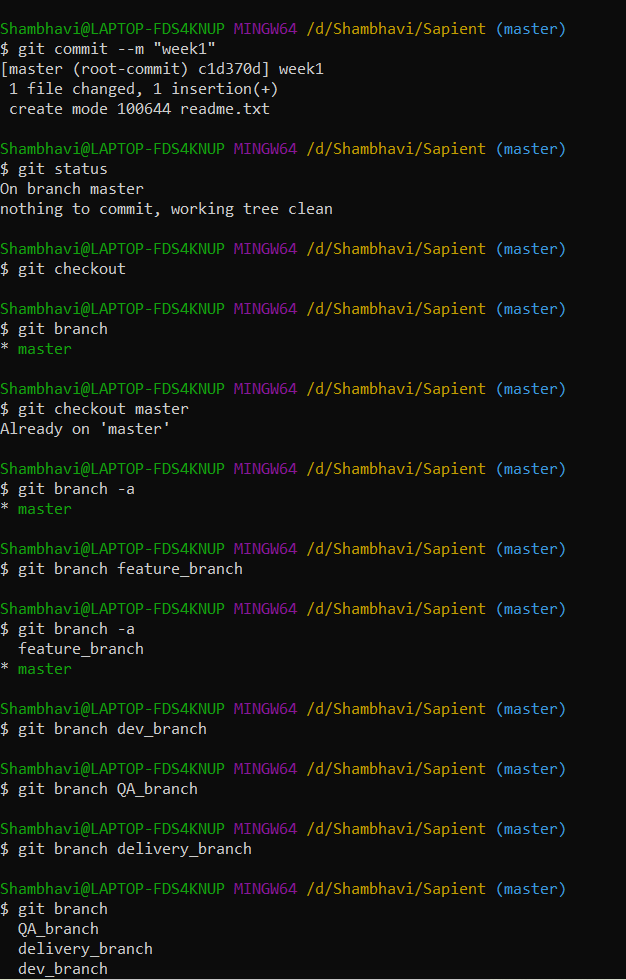 Shambhavi@LAPTOP-FDS4KNUP MINGW64 /d/Shambhavi/Sapient (master)
$ git commit --m "week1"
[master (root-commit) c1d370d] week1
 1 file changed, 1 insertion(+)
 create mode 100644 readme.txt

Shambhavi@LAPTOP-FDS4KNUP MINGW64 /d/Shambhavi/Sapient (master)
$ git status
On branch master
nothing to commit, working tree clean

Shambhavi@LAPTOP-FDS4KNUP MINGW64 /d/Shambhavi/Sapient (master)
$ git checkout

Shambhavi@LAPTOP-FDS4KNUP MINGW64 /d/Shambhavi/Sapient (master)
$ git branch
* master

Shambhavi@LAPTOP-FDS4KNUP MINGW64 /d/Shambhavi/Sapient (master)
$ git checkout master
Already on 'master'

Shambhavi@LAPTOP-FDS4KNUP MINGW64 /d/Shambhavi/Sapient (master)
$ git branch -a
* master

Shambhavi@LAPTOP-FDS4KNUP MINGW64 /d/Shambhavi/Sapient (master)
$ git branch feature_branch

Shambhavi@LAPTOP-FDS4KNUP MINGW64 /d/Shambhavi/Sapient (master)
$ git branch -a
  feature_branch
* master

Shambhavi@LAPTOP-FDS4KNUP MINGW64 /d/Shambhavi/Sapient (master)
$ git branch dev_branch

Shambhavi@LAPTOP-FDS4KNUP MINGW64 /d/Shambhavi/Sapient (master)
$ git branch QA_branch

Shambhavi@LAPTOP-FDS4KNUP MINGW64 /d/Shambhavi/Sapient (master)
$ git branch delivery_branch

Shambhavi@LAPTOP-FDS4KNUP MINGW64 /d/Shambhavi/Sapient (master)
$ git branch
  QA_branch
  delivery_branch
  dev_branch